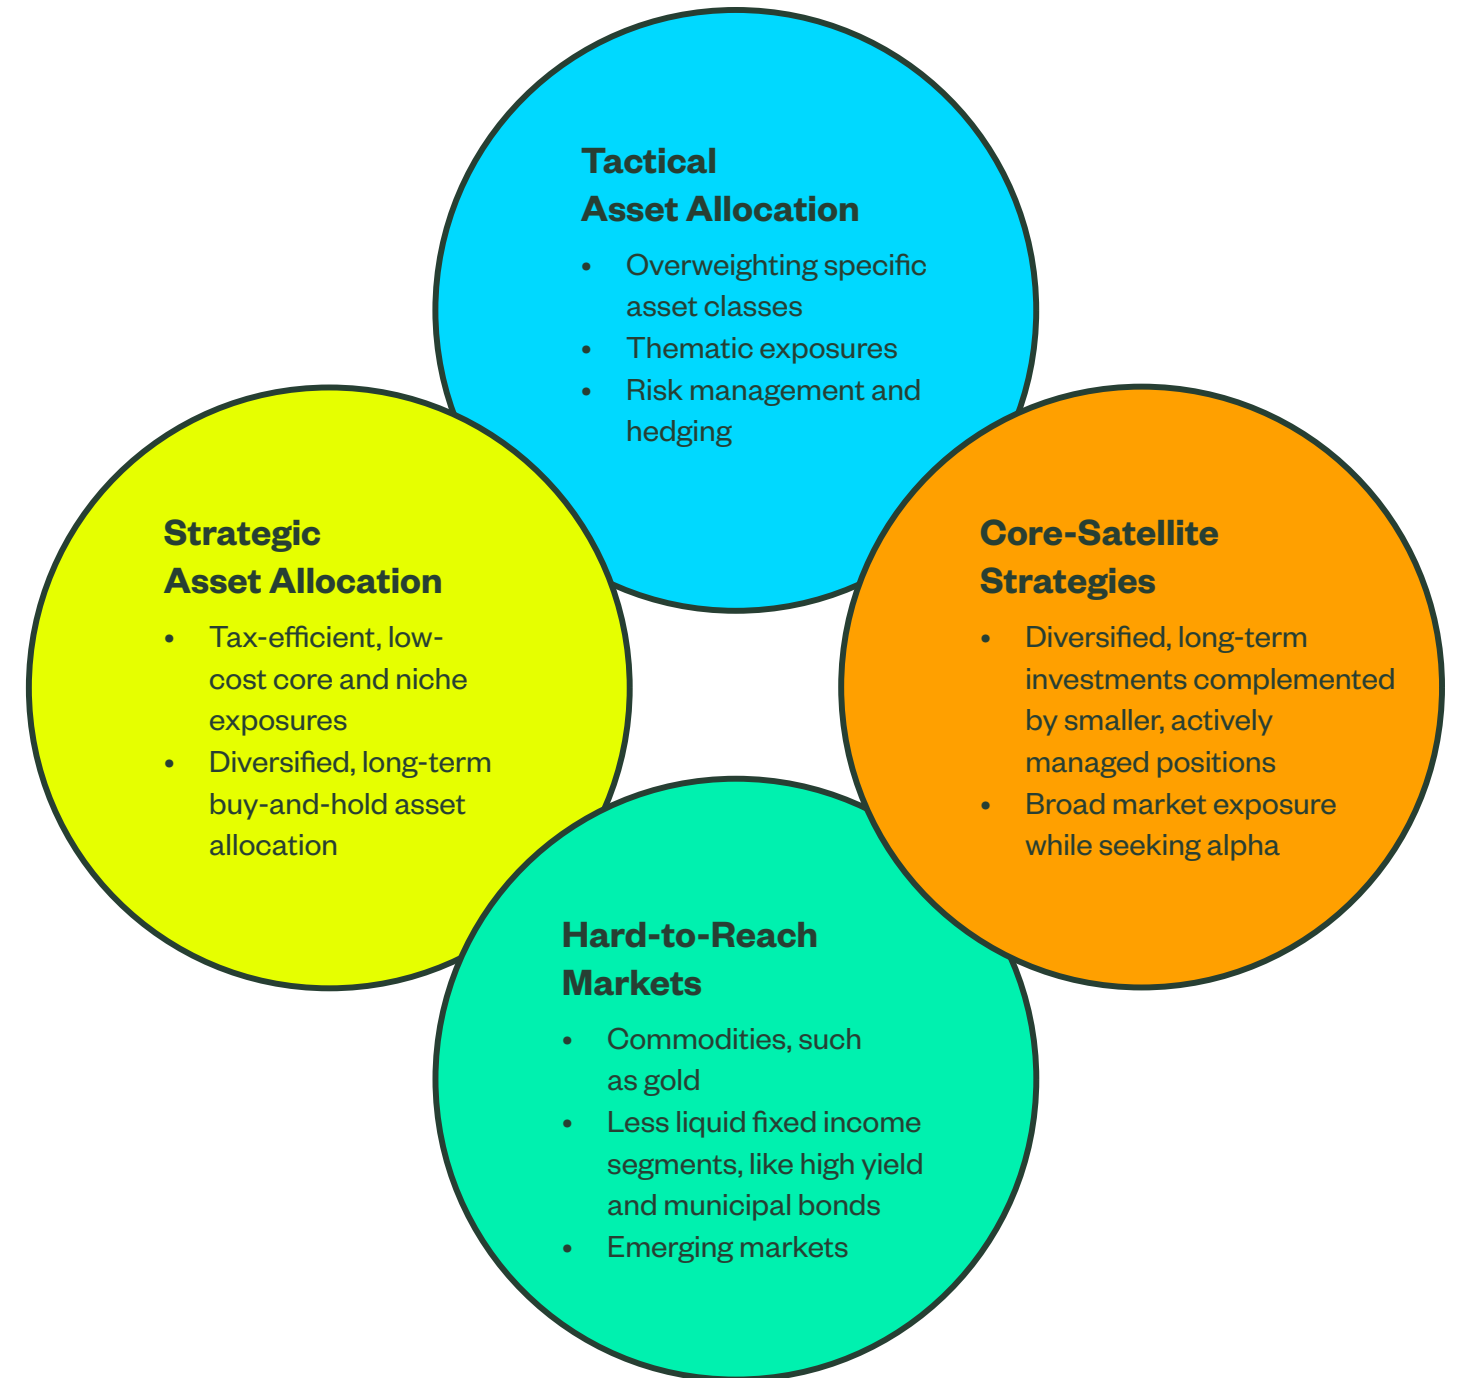 Tactical
Asset Allocation
• Overweighting specific
asset classes
• Thematic exposures
• Risk management and
hedging
Strategic
Asset Allocation
• Tax-efficient, low-
cost core and niche
exposures
• Diversified, long-term
buy-and-hold asset
allocation
Core-Satellite
Strategies
• Diversified, long-term
investments complemented
by smaller, actively
managed positions
• Broad market exposure
while seeking alpha
Hard-to-Reach
Markets
• Commodities, such
as gold
• Less liquid fixed income
segments, like high yield
and municipal bonds
• Emerging markets